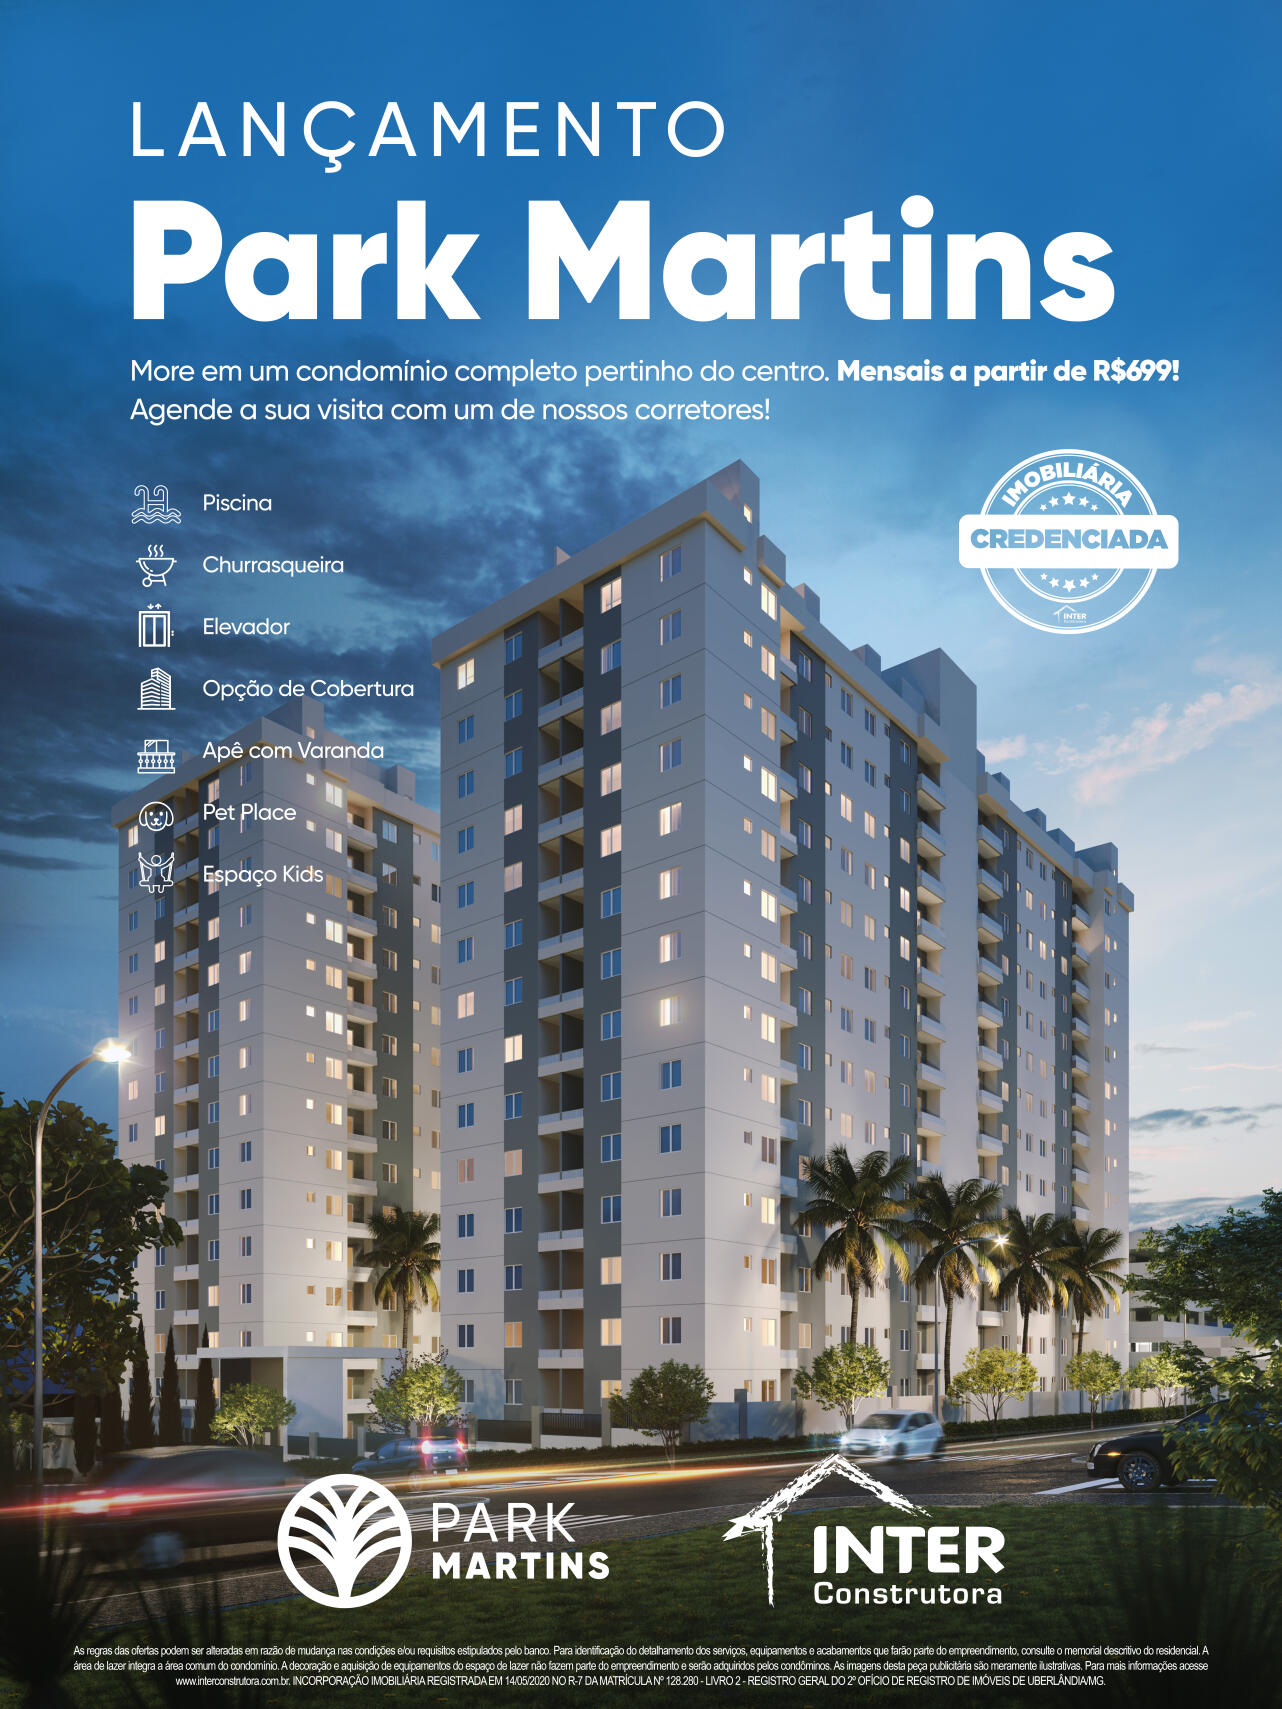 LANÇAMENTO
Park Martins
More em um condomínio completo pertinho do centro. Mensais a partir de R$699!
Agende a sua visita com um de nossos corretores!
IMOBILIÁRIA
CREDENCIADA
INTER
Piscina
Churrasqueira
Elevador
Opção de Cobertura
Apê com Varanda
Pet Place
Espaço Kids
PARK
MARTINS
INTER
Construtora
As regras das ofertas podem ser alteradas em razão de mudança nas condições e/ou requisitos estipulados pelo banco. Para identificação do detalhamento dos serviços, equipamentos e acabamentos que farão parte do empreendimento, consulte o memorial descritivo do residencial. A
área de lazer integra a área comum do condomínio. A decoração e aquisição de equipamentos do espaço de lazer não fazem parte do empreendimento e serão adquiridos pelos condôminos. As imagens desta peça publicitária são meramente ilustrativas. Para mais informações acesse
www.interconstrutora.com.br. INCORPORAÇÃO IMOBILIÁRIA REGISTRADA EM 14/05/2020 NO R-7 DA MATRÍCULA Nº 128.280 - LIVRO 2 - REGISTRO GERAL DO 2º OFÍCIO DE REGISTRO DE IMÓVEIS DE UBERLÂNDIA/MG.